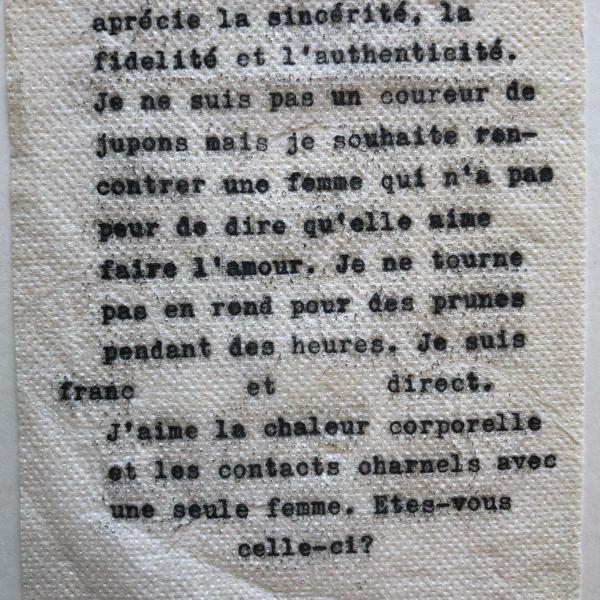 aprécie la sincérité, la
fidelité et l'authenticité.
Je ne suis pas un coureur de
jupons mais je souhaite ren-
contrer une femme qui n'a pas
peur de dire qu'elle aime
faire l'amour. Je ne tourne
pas en rond pour des prunes
pendant des heures. Je suis
franc et direct.
J'aime la chaleur corporelle
et les contacts charnels avec
une seule femme. Etes-vous
celle-ci?